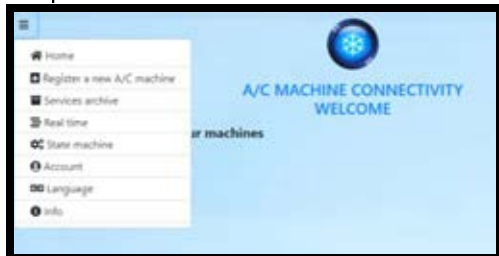 Home
Register a new A/C machine
Services archive
Real time
State machine
Account
Language
Info
A/C MACHINE CONNECTIVITY
WELCOME
ur machines